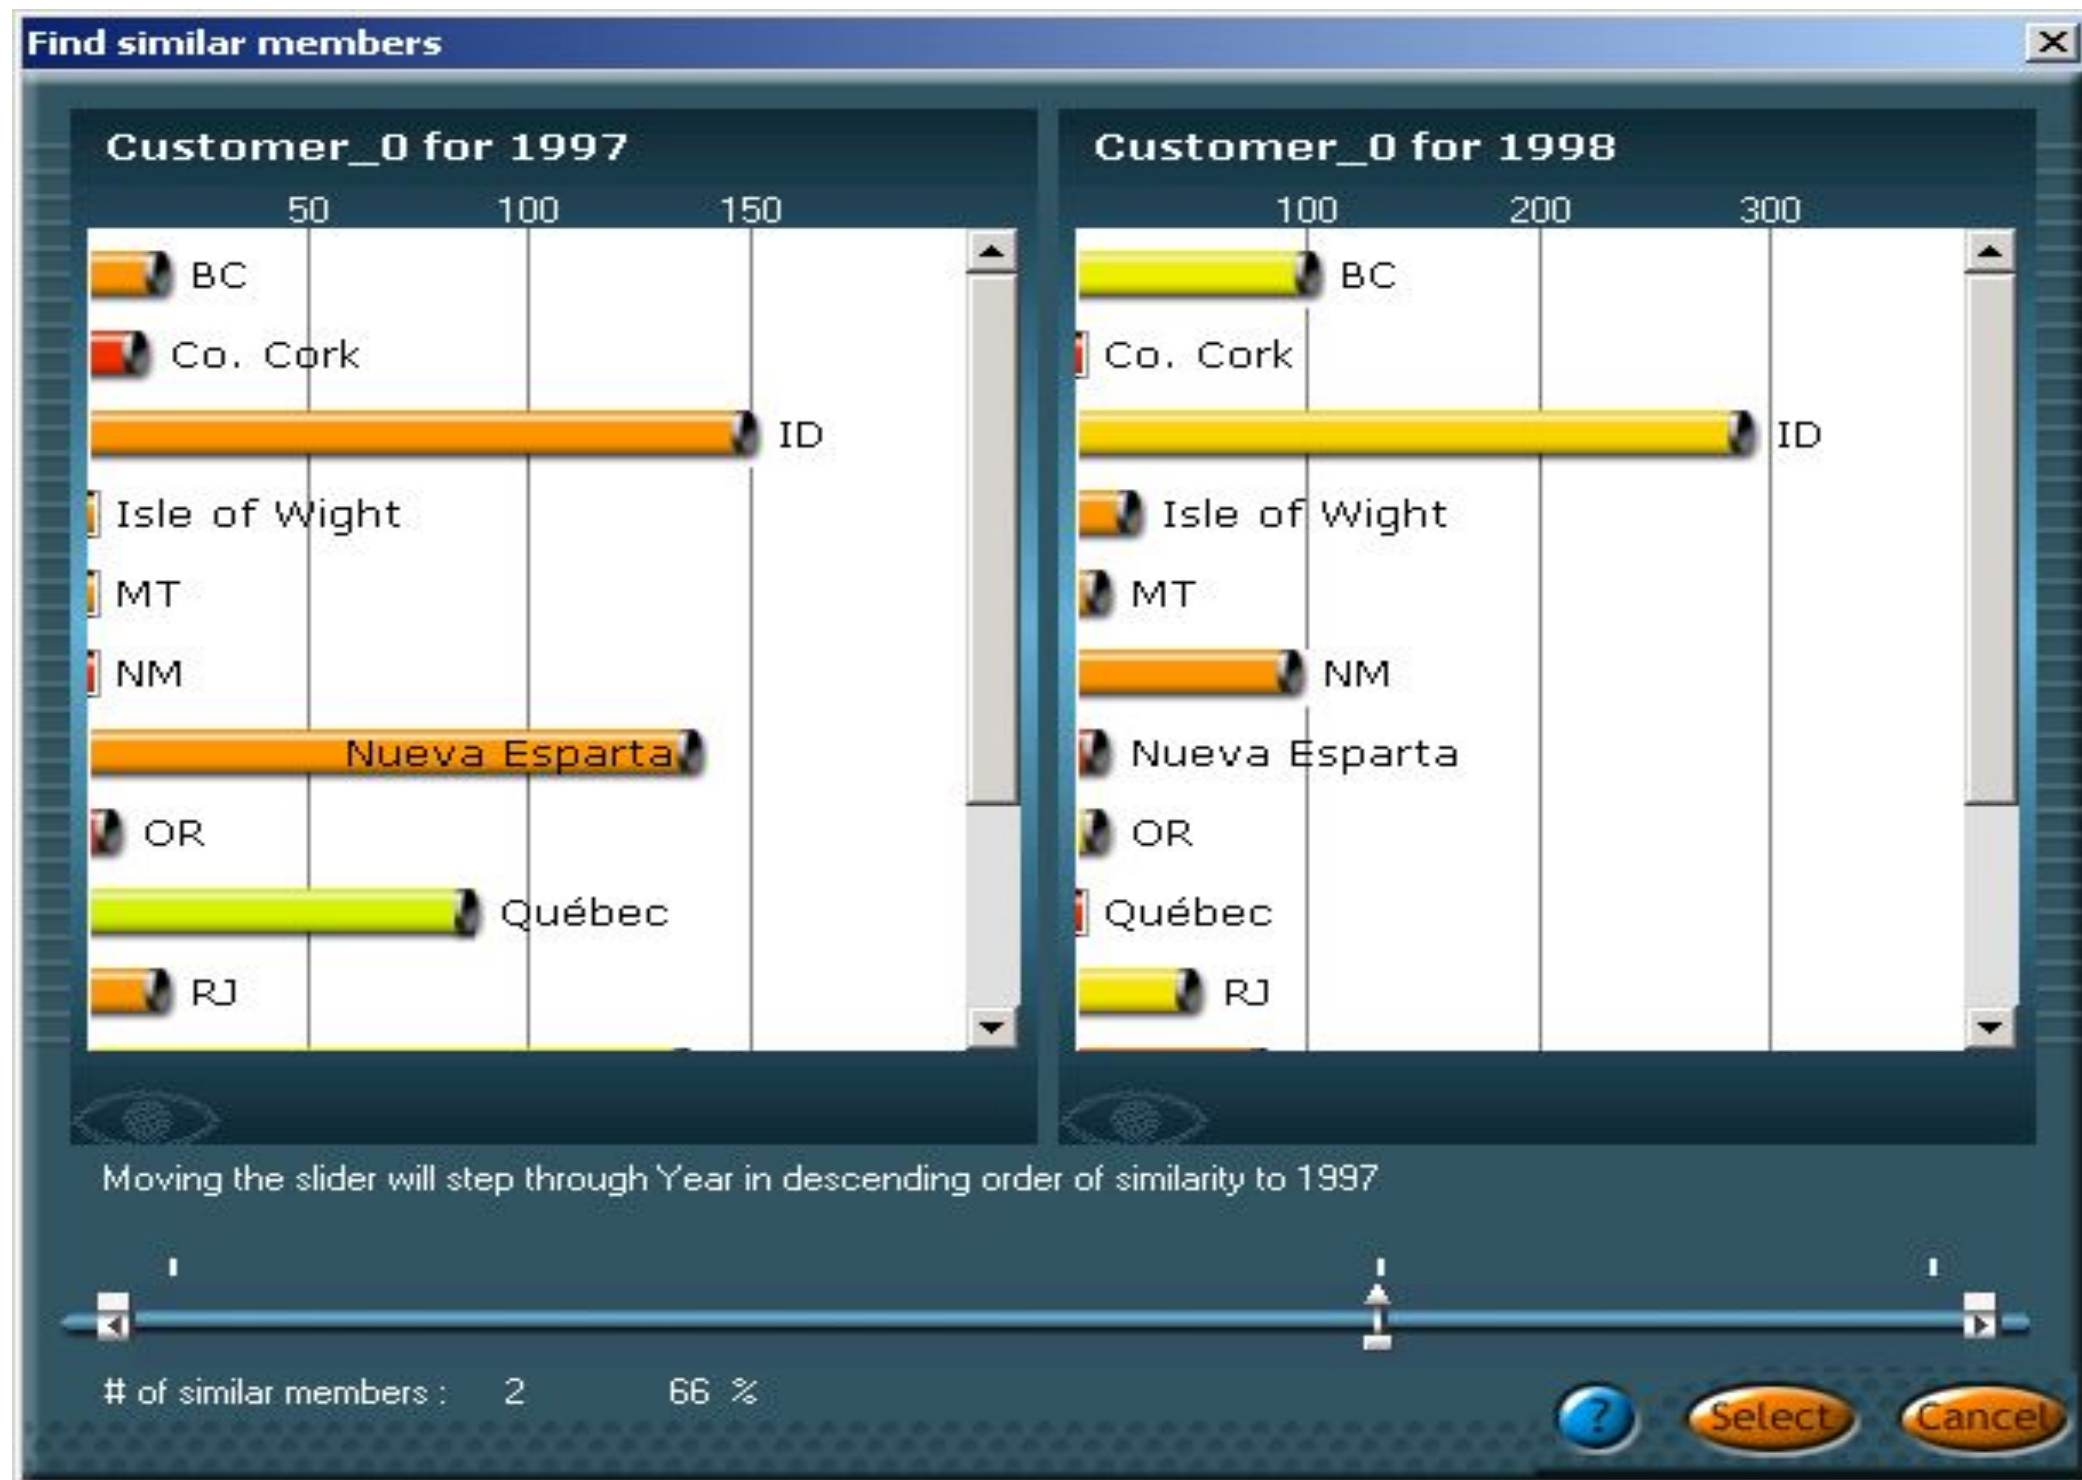 Find similar members
Customer_0 for 1997
50 100 150
BC
Co. Cork
ID
Isle of Wight
MT
NM
Nueva Esparta
OR
Québec
RJ
Customer_0 for 1998
100 200 300
BC
Co. Cork
ID
Isle of Wight
MT
NM
Nueva Esparta
OR
Québec
RJ
Moving the slider will step through Year in descending order of similarity to 1997
# of similar members : 2 66 %
? Select Cancel